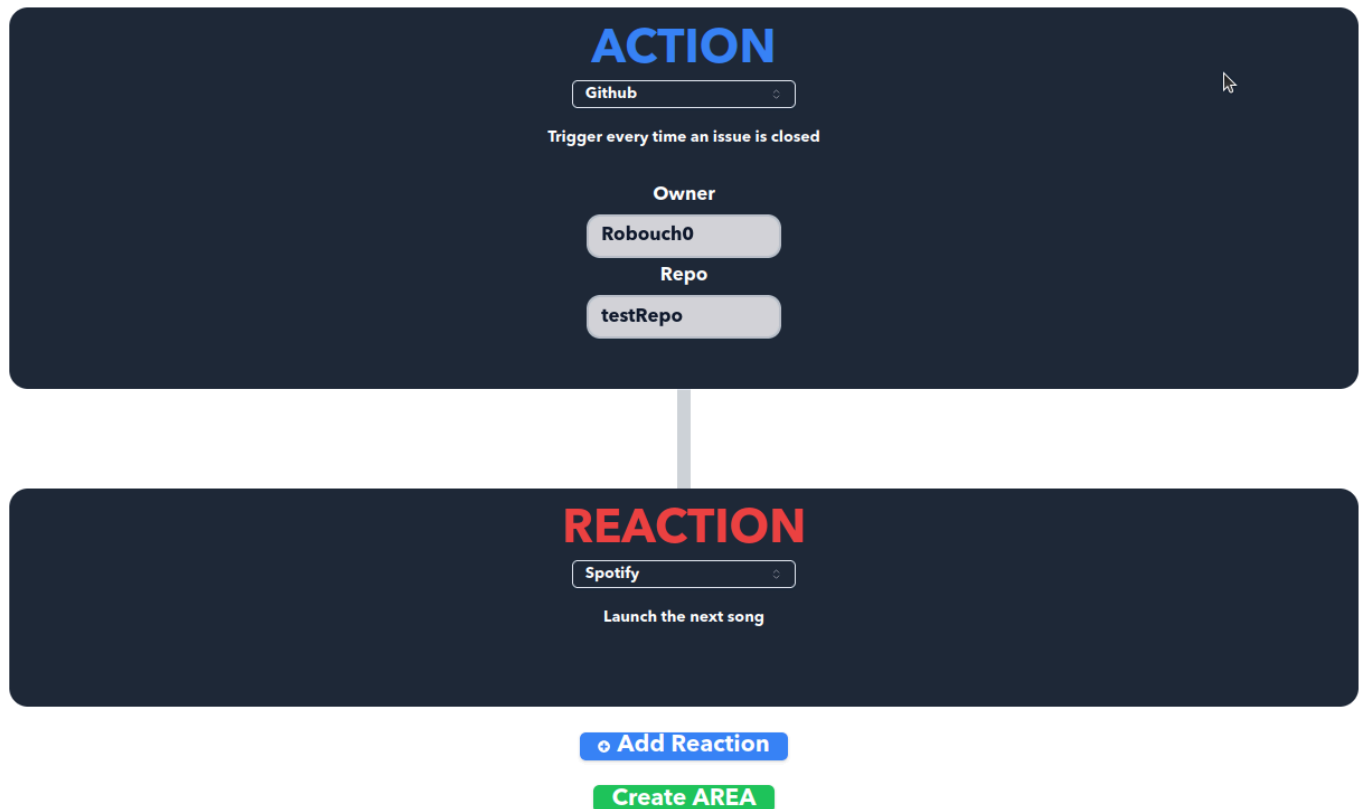 ACTION
Github
Trigger every time an issue is closed
Owner
Robouch0
Repo
testRepo
REACTION
Spotify
Launch the next song
Add Reaction
Create AREA